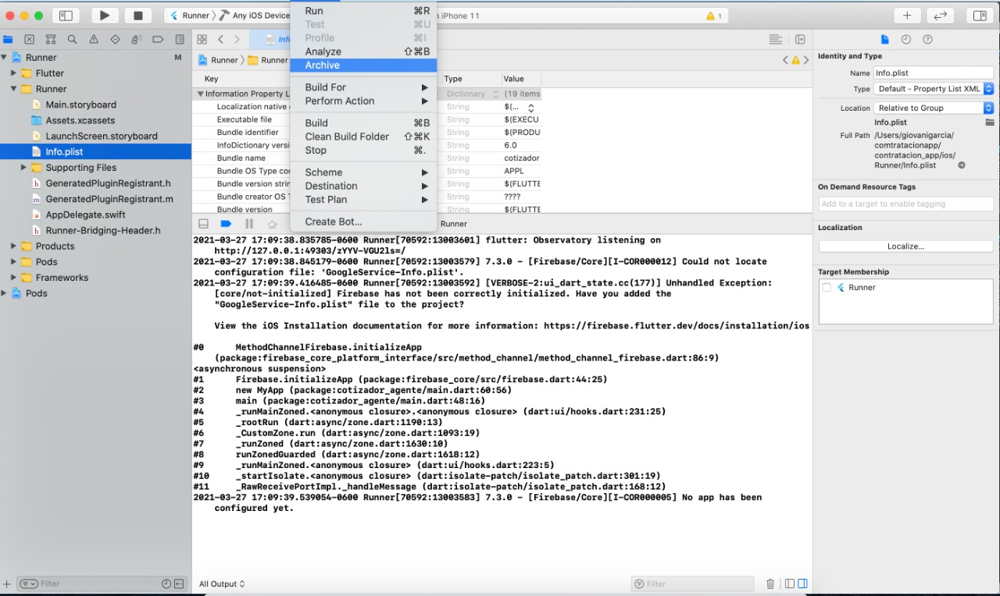 Runner
Any iOS Device
iPhone 11
1
Run ⌘R
Test ⌘U
Profile ⌘I
Analyze ⇧⌘B
Archive
Build For
Perform Action
Build ⌘B
Clean Build Folder ⇧⌘K
Stop ⌘.
Scheme
Destination
Test Plan
Create Bot...
Runner M
Flutter
Runner
Main.storyboard
Assets.xcassets
LaunchScreen.storyboard
Info.plist
Supporting Files
GeneratedPluginRegistrant.h
GeneratedPluginRegistrant.m
AppDelegate.swift
Runner-Bridging-Header.h
Products
Pods
Frameworks
Pods
Filter
Runner Runner
Key Type Value
Information Property L Dictionary (19 items
Localization native String $(...
Executable file String $(EXECU
Bundle identifier String $(PRODU
InfoDictionary versi String 6.0
Bundle name String cotizador
Bundle OS Type co String APPL
Bundle version strin String $(FLUTTE
Bundle creator OS T String ????
Bundle version String $(FLUTTE
Runner
2021-03-27 17:09:38.835785-0600 Runner[70592:13003601] flutter: Observatory listening on
http://127.0.0.1:49303/zYYV-VGU2ls=/
2021-03-27 17:09:38.845179-0600 Runner[70592:13003579] 7.3.0 - [Firebase/Core][I-COR000012] Could not locate
configuration file: 'GoogleService-Info.plist'.
2021-03-27 17:09:39.416485-0600 Runner[70592:13003592] [VERBOSE-2:ui_dart_state.cc(177)] Unhandled Exception:
[core/not-initialized] Firebase has not been correctly initialized. Have you added the
"GoogleService-Info.plist" file to the project?
View the iOS Installation documentation for more information: https://firebase.flutter.dev/docs/installation/ios
#0 MethodChannelFirebase.initializeApp
(package:firebase_core_platform_interface/src/method_channel/method_channel_firebase.dart:86:9)
<asynchronous suspension>
#1 Firebase.initializeApp (package:firebase_core/src/firebase.dart:44:25)
#2 new MyApp (package:cotizador_agente/main.dart:60:56)
#3 main (package:cotizador_agente/main.dart:48:16)
#4 _runMainZoned.<anonymous closure>.<anonymous closure> (dart:ui/hooks.dart:231:25)
#5 _rootRun (dart:async/zone.dart:1190:13)
#6 _CustomZone.run (dart:async/zone.dart:1093:19)
#7 _runZoned (dart:async/zone.dart:1630:10)
#8 runZonedGuarded (dart:async/zone.dart:1618:12)
#9 _runMainZoned.<anonymous closure> (dart:ui/hooks.dart:223:5)
#10 _startIsolate.<anonymous closure> (dart:isolate-patch/isolate_patch.dart:301:19)
#11 _RawReceivePortImpl._handleMessage (dart:isolate-patch/isolate_patch.dart:168:12)
2021-03-27 17:09:39.539054-0600 Runner[70592:13003583] 7.3.0 - [Firebase/Core][I-COR000005] No app has been
configured yet.
All Output
Filter
Identity and Type
Name Info.plist
Type Default - Property List XML
Location Relative to Group
Info.plist
Full Path /Users/giovanigarcia/
comtratacionapp/
contratacion_app/ios/
Runner/Info.plist
On Demand Resource Tags
Add to a target to enable tagging
Localization
Localize...
Target Membership
Runner